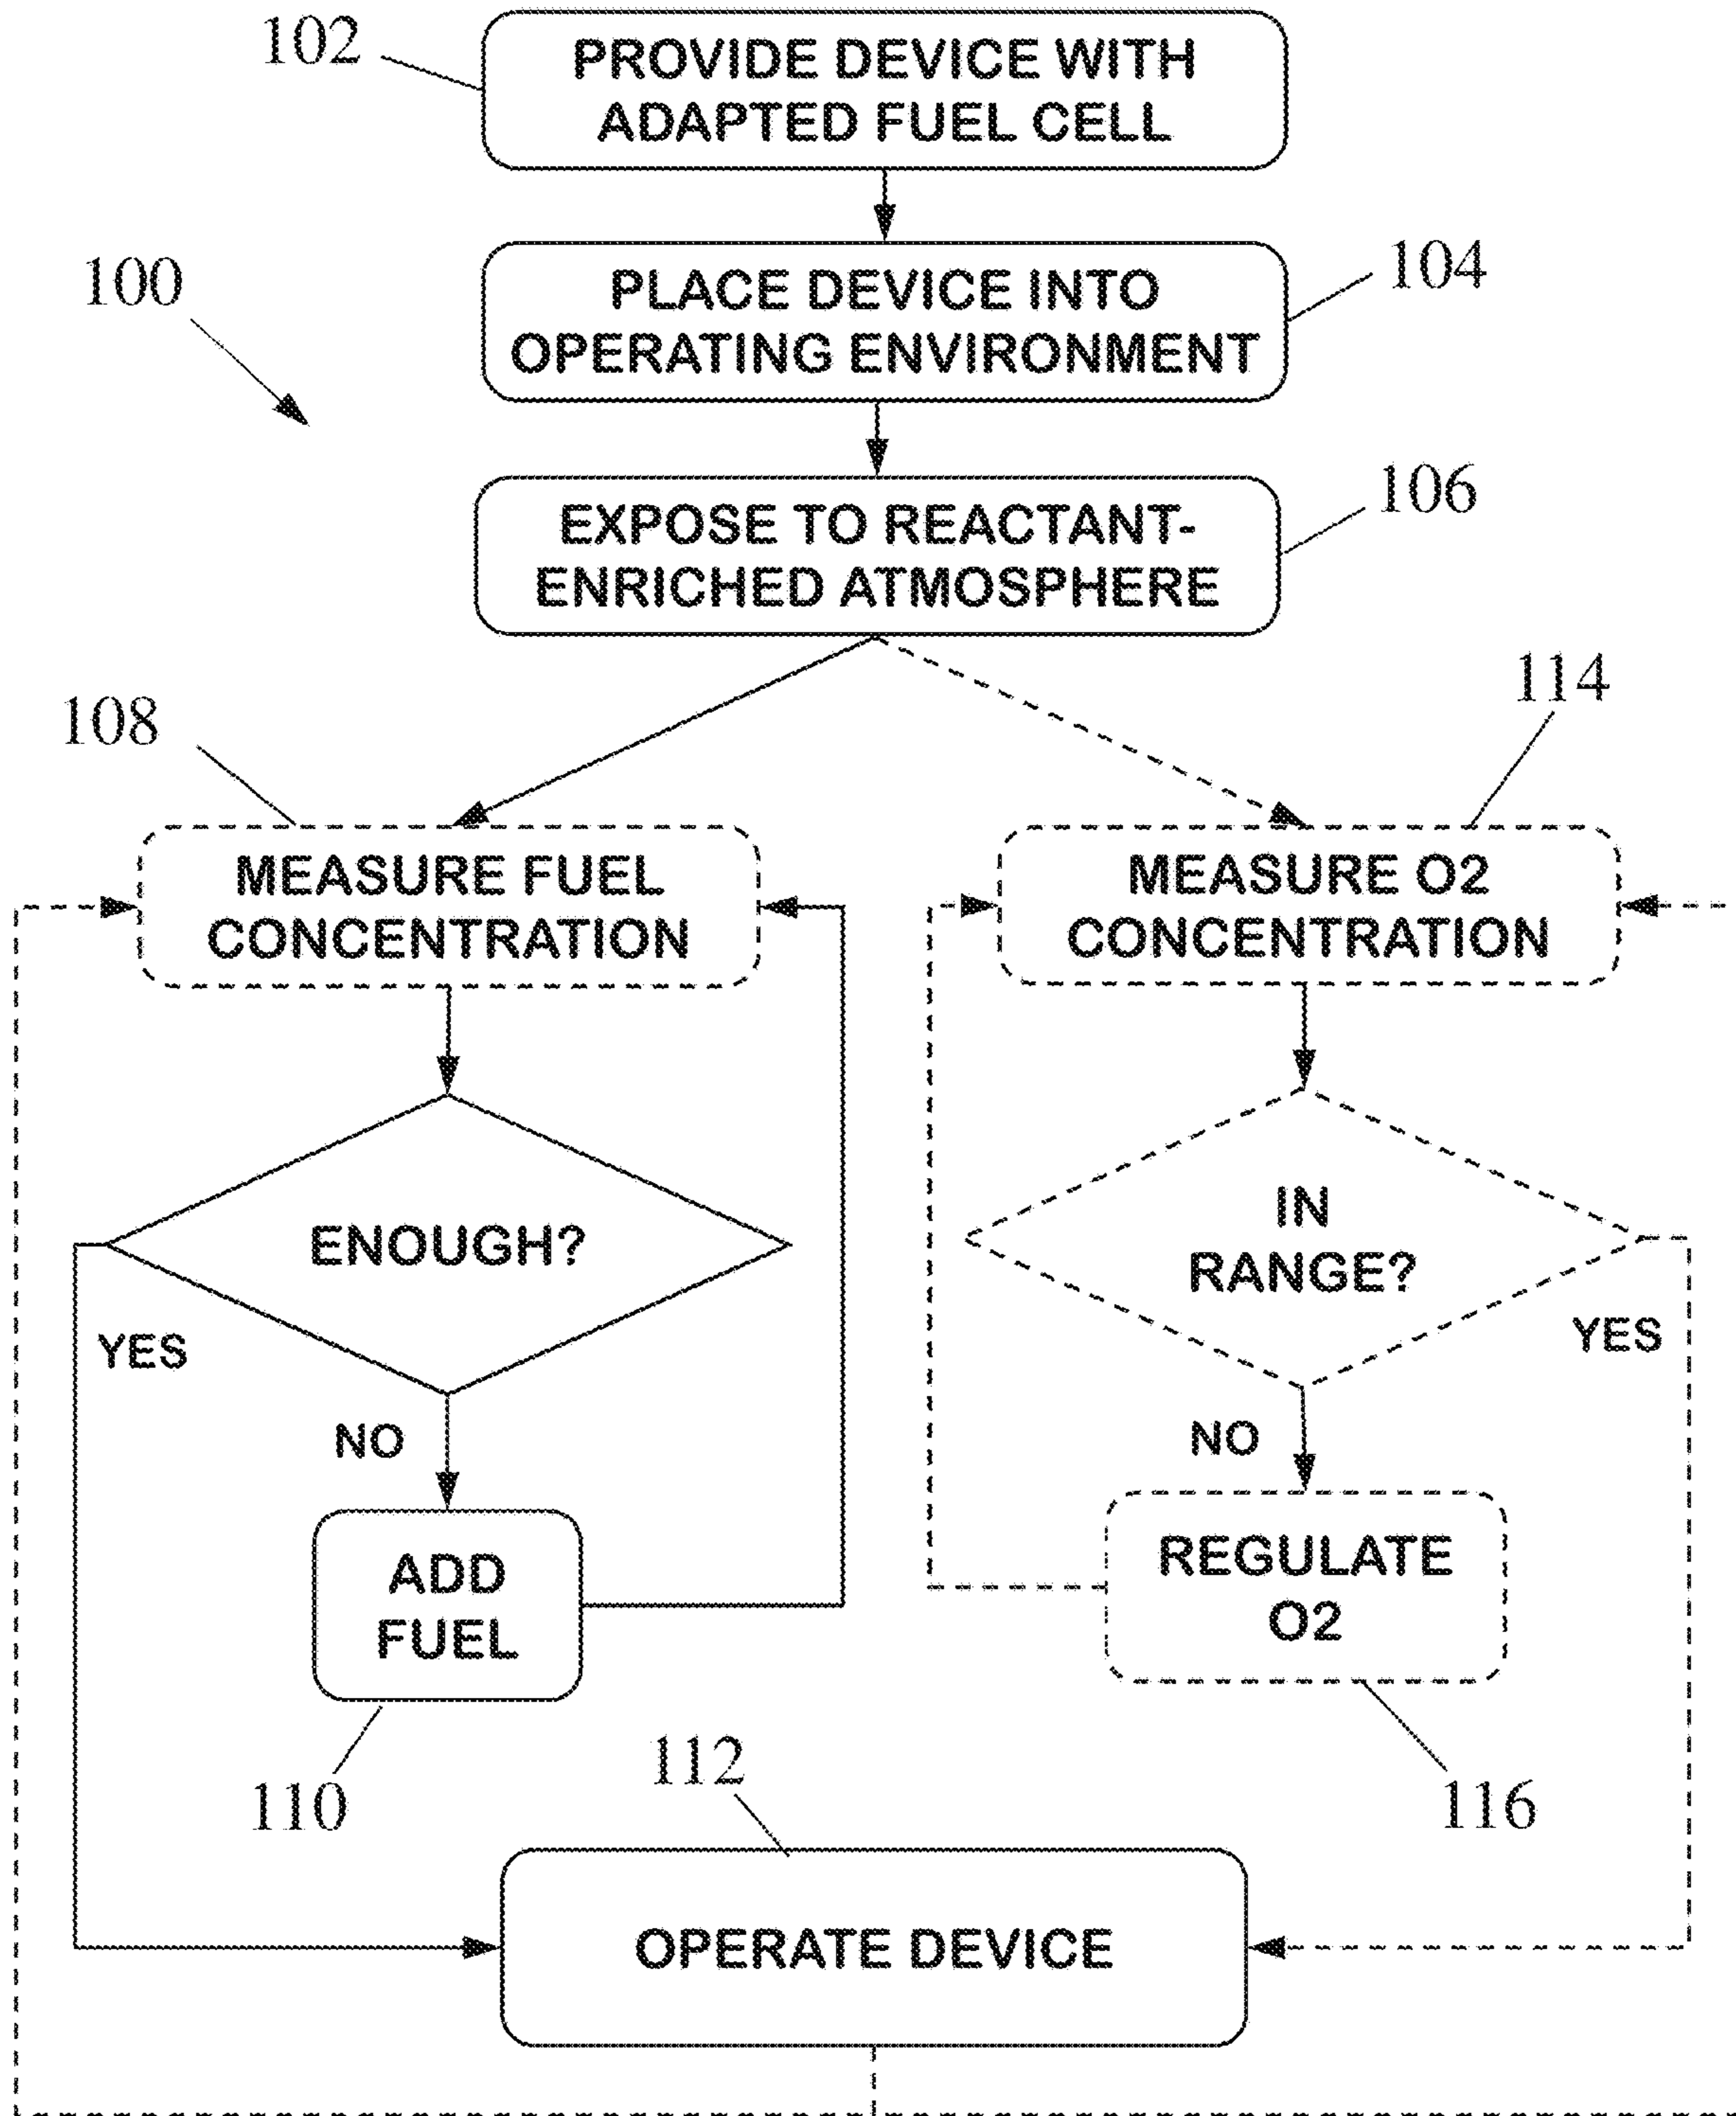 102
PROVIDE DEVICE WITH
ADAPTED FUEL CELL
100
PLACE DEVICE INTO
OPERATING ENVIRONMENT
104
EXPOSE TO REACTANT-
ENRICHED ATMOSPHERE
106
108
114
MEASURE FUEL
CONCENTRATION
MEASURE O2
CONCENTRATION
ENOUGH?
IN
RANGE?
YES
NO
YES
NO
ADD
FUEL
REGULATE
O2
110
112
116
OPERATE DEVICE